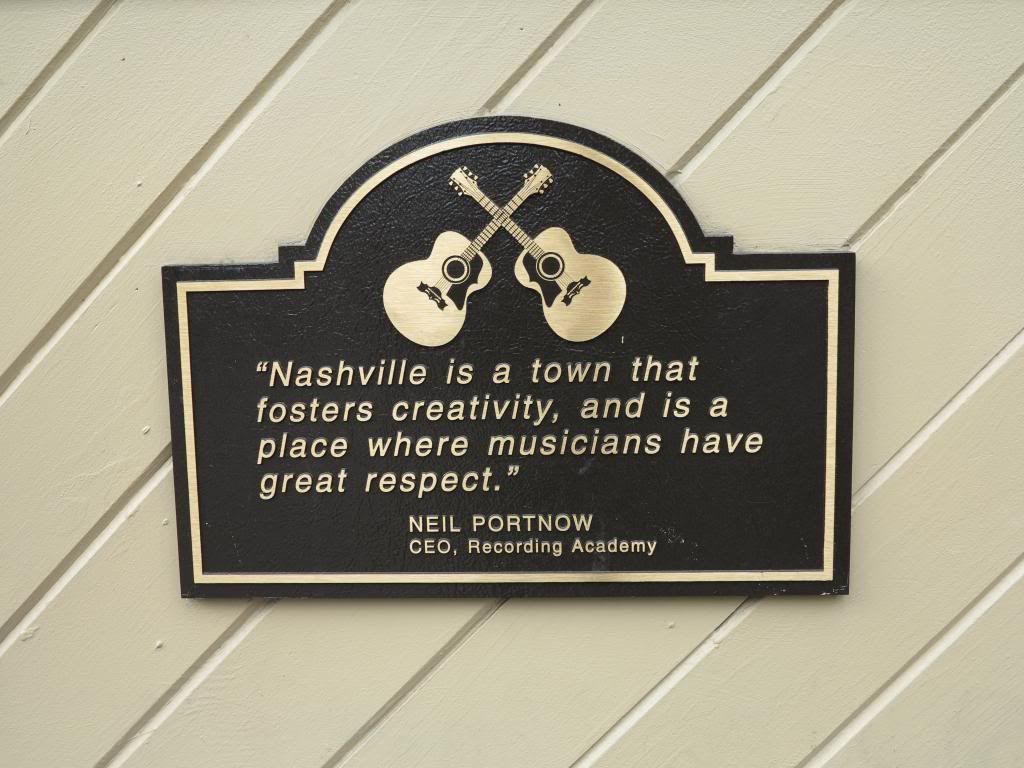 “Nashville is a town that
fosters creativity, and is a
place where musicians have
great respect.”
NEIL PORTNOW
CEO, Recording Academy